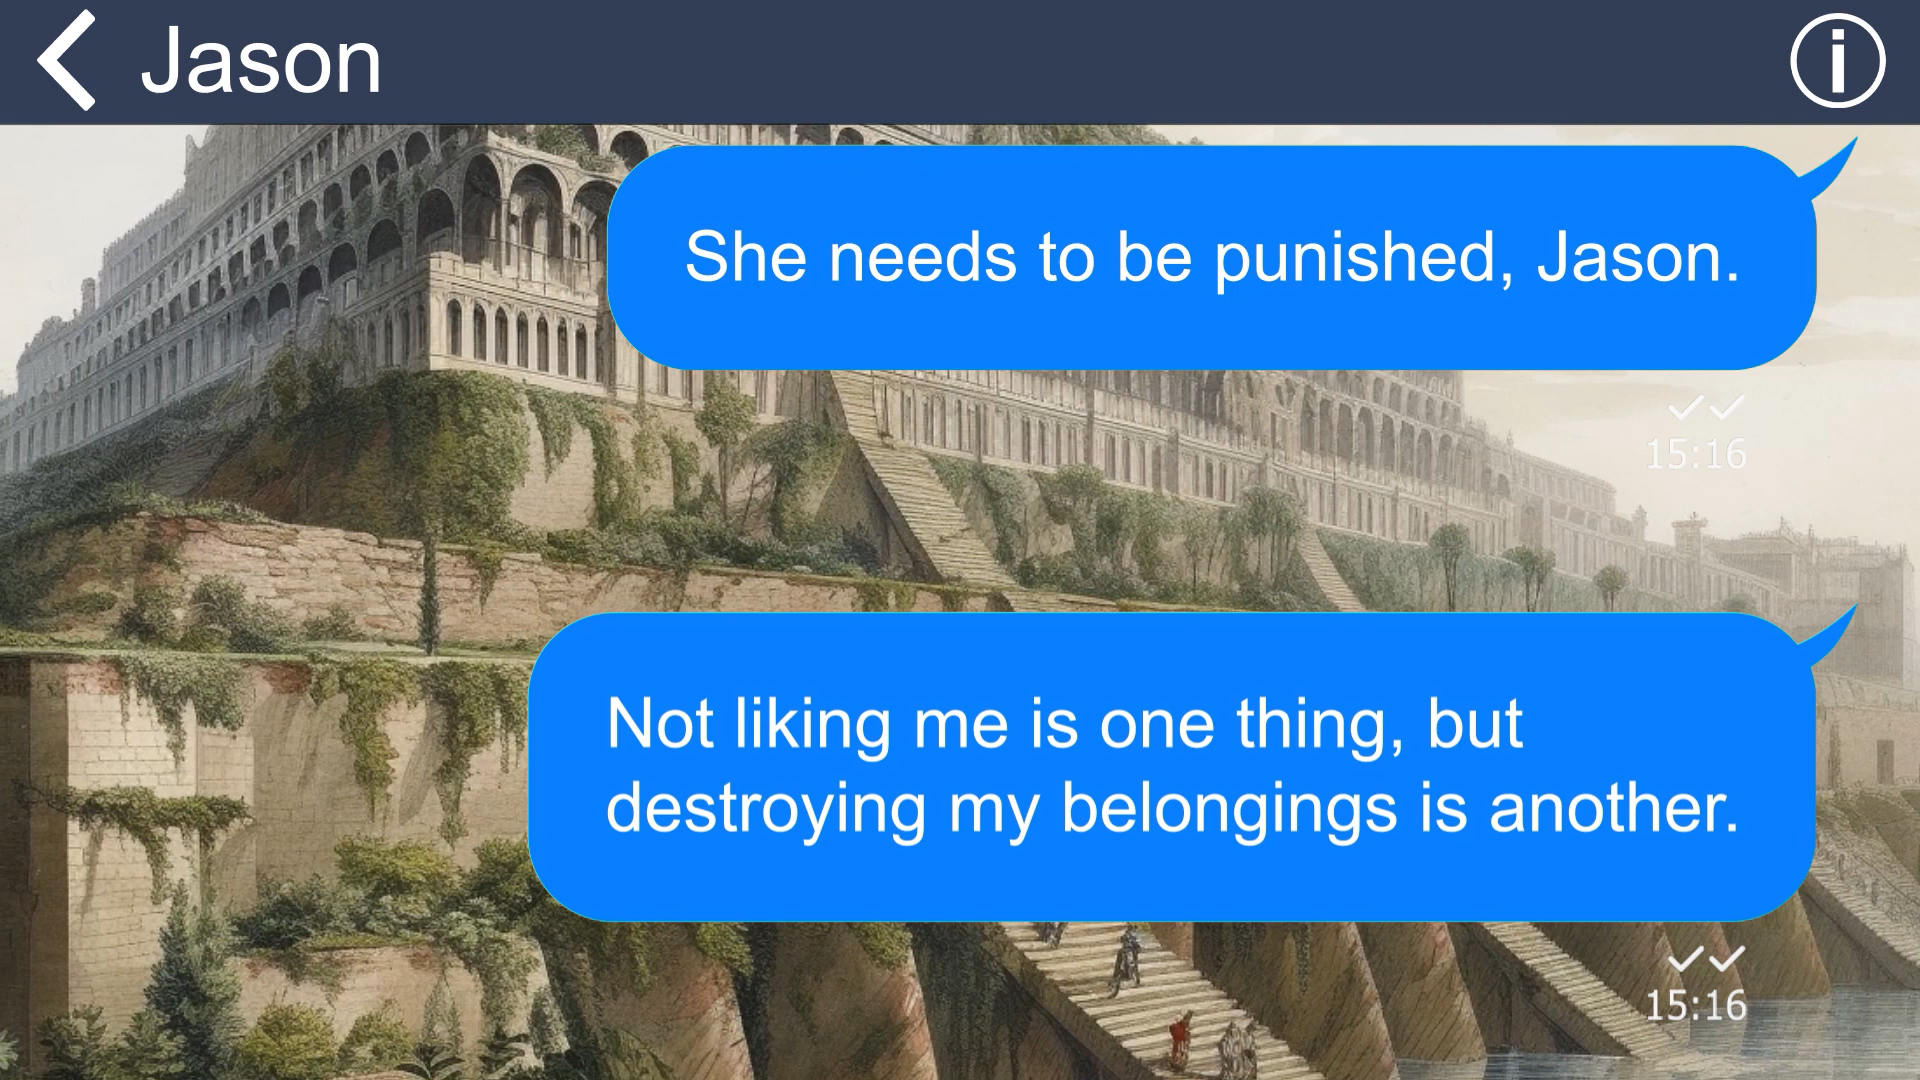 Jason
She needs to be punished, Jason.
15:16
Not liking me is one thing, but
destroying my belongings is another.
15:16